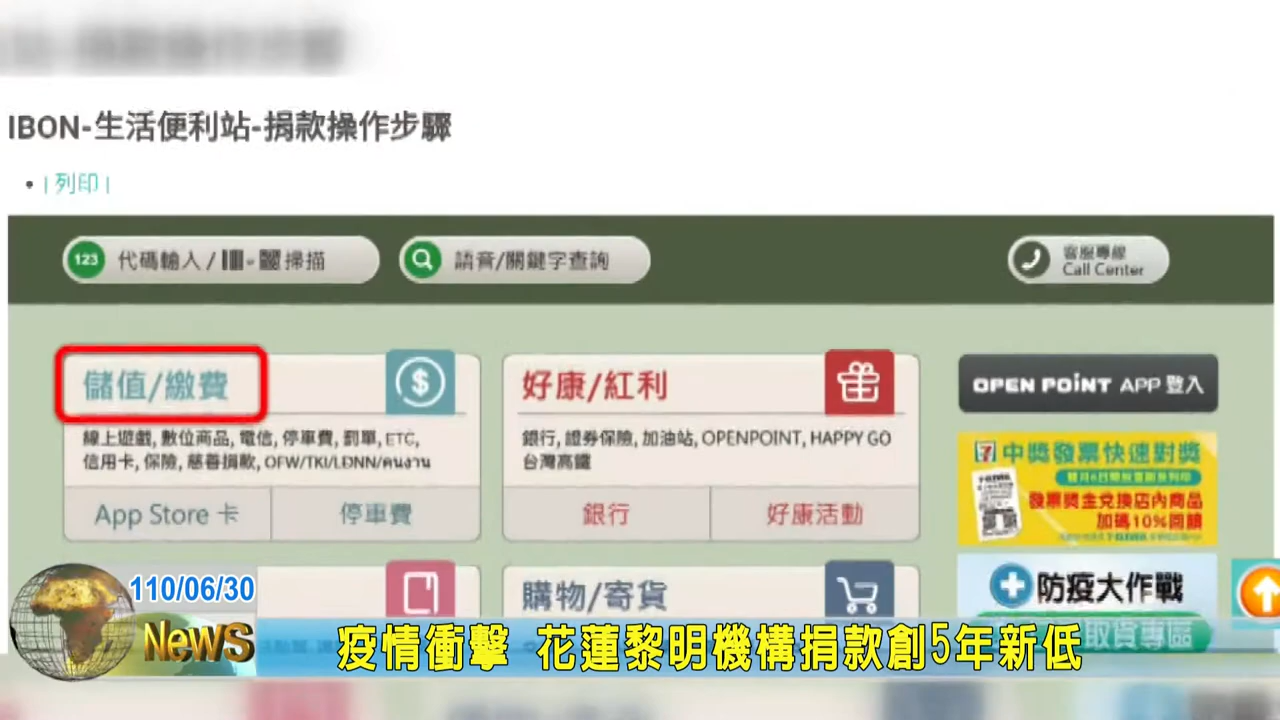 IBON-生活便利站-捐款操作步驟
| 列印 |
123 代碼輸入 / 掃描
語音/關鍵字查詢
客服專線
Call Center
儲值/繳費
線上遊戲, 數位商品, 電信, 停車費, 罰單, ETC,
信用卡, 保險, 慈善捐款, OFW/TKI/LĐNN/คนงาน
App Store 卡
停車費
好康/紅利
銀行, 證券保險, 加油站, OPENPOINT, HAPPY GO
台灣高鐵
銀行
好康活動
OPEN POINT APP 登入
中獎發票快速對獎
發票獎金兌換店內商品
加碼10%回饋
購物/寄貨
防疫大作戰
取貨專區
110/06/30
NewS
疫情衝擊 花蓮黎明機構捐款創5年新低